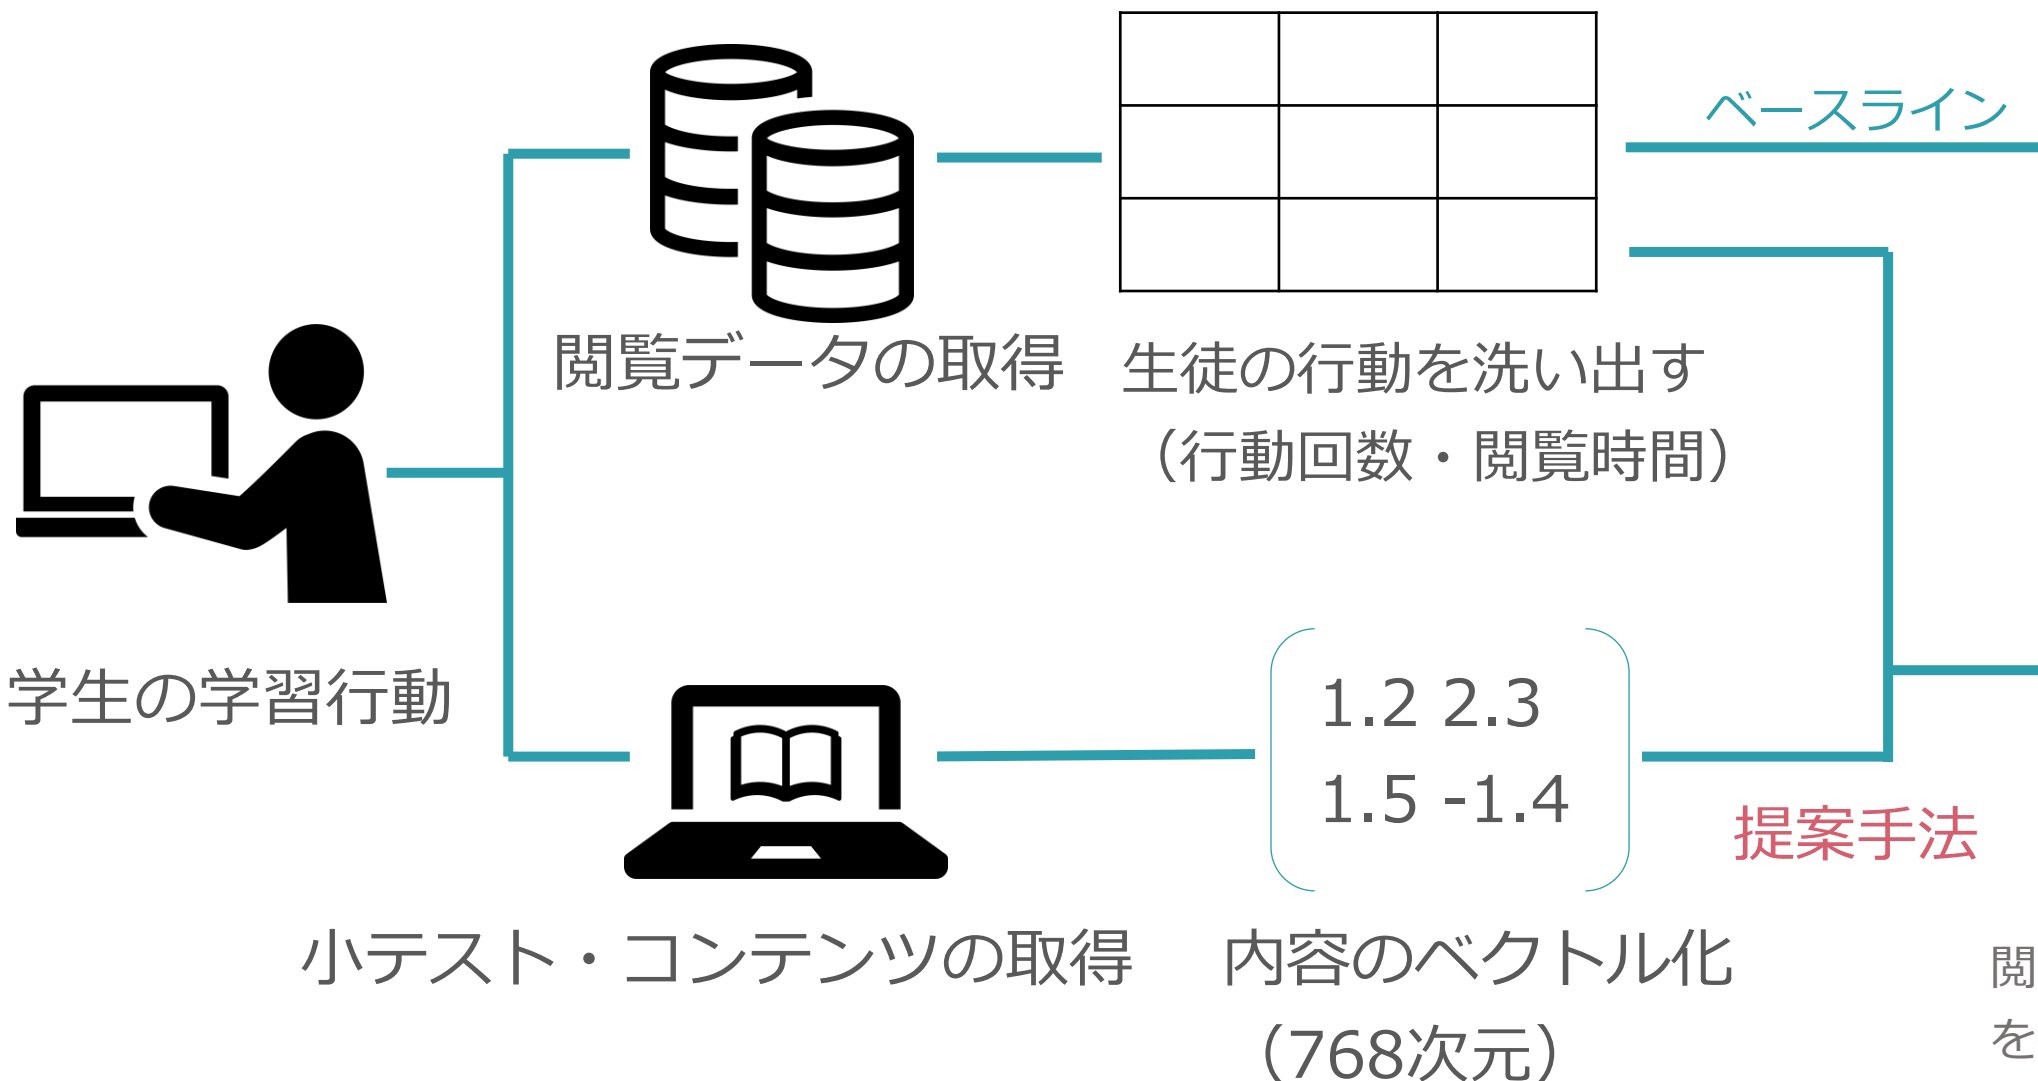 ベースライン
閲覧データの取得
生徒の行動を洗い出す
（行動回数・閲覧時間）
学生の学習行動
1.2 2.3
1.5 -1.4
提案手法
小テスト・コンテンツの取得
内容のベクトル化
（768次元）
閲
を